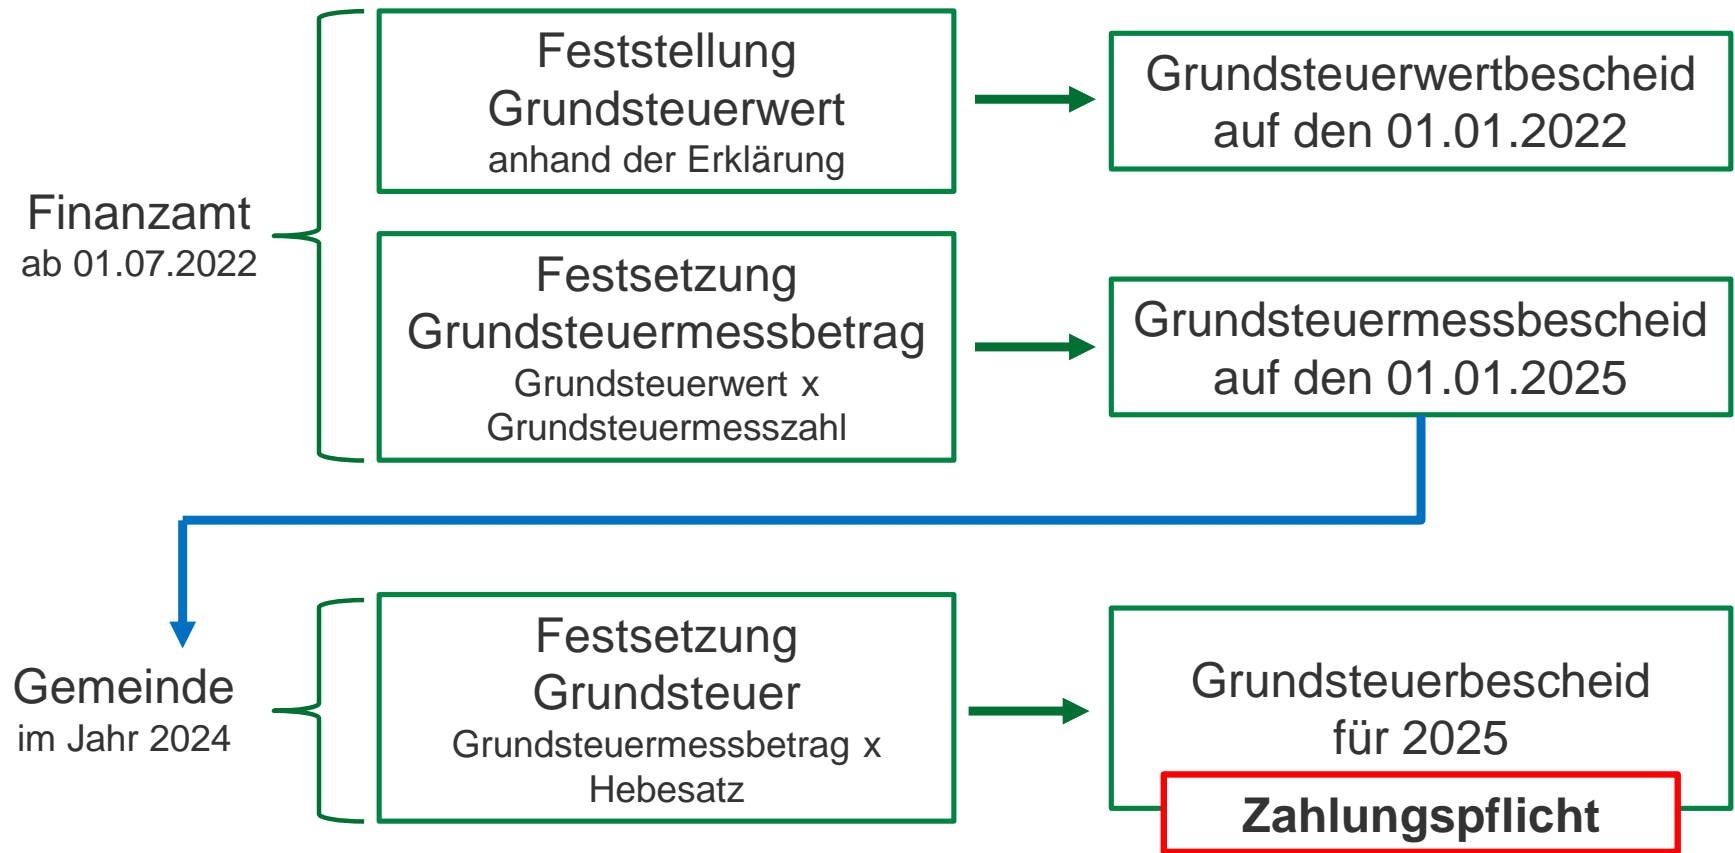 Finanzamt
ab 01.07.2022
Feststellung
Grundsteuerwert
anhand der Erklärung
Grundsteuerwertbescheid
auf den 01.01.2022
Festsetzung
Grundsteuermessbetrag
Grundsteuerwert x
Grundsteuermesszahl
Grundsteuermessbescheid
auf den 01.01.2025
Gemeinde
im Jahr 2024
Festsetzung
Grundsteuer
Grundsteuermessbetrag x
Hebesatz
Grundsteuerbescheid
für 2025
Zahlungspflicht